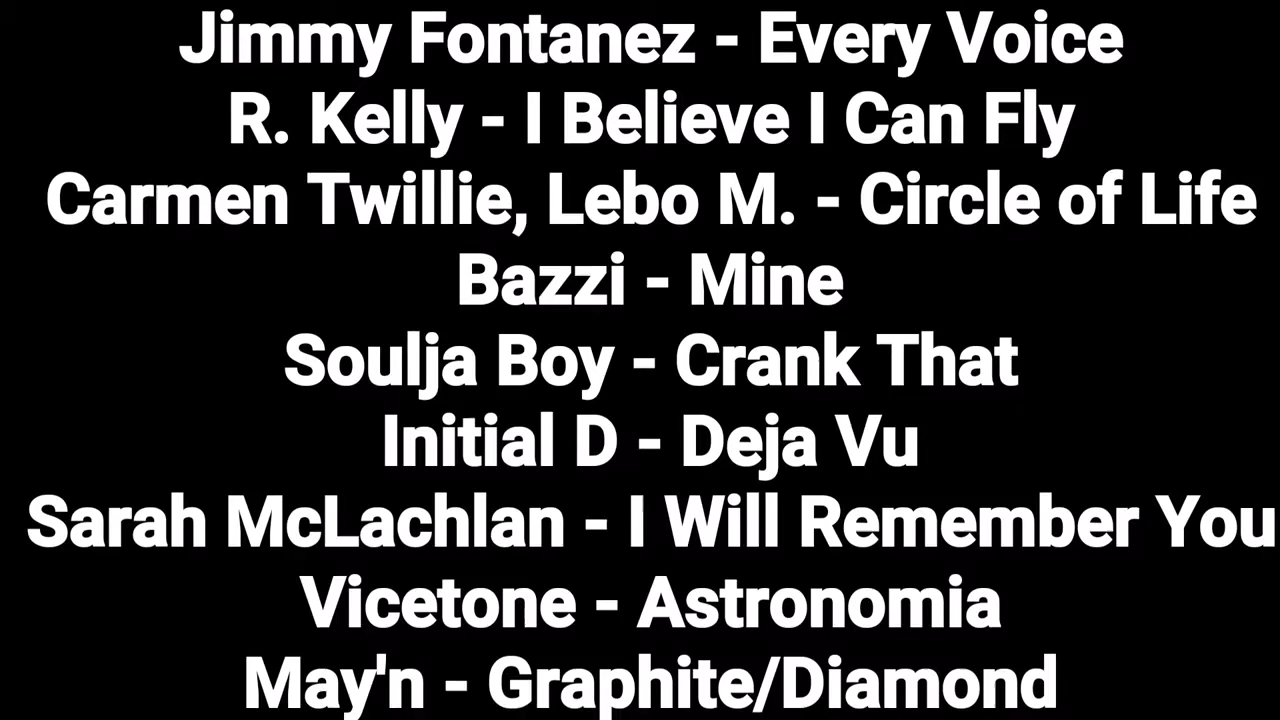 Jimmy Fontanez - Every Voice
R. Kelly - I Believe I Can Fly
Carmen Twillie, Lebo M. - Circle of Life
Bazzi - Mine
Soulja Boy - Crank That
Initial D - Deja Vu
Sarah McLachlan - I Will Remember You
Vicetone - Astronomia
May'n - Graphite/Diamond